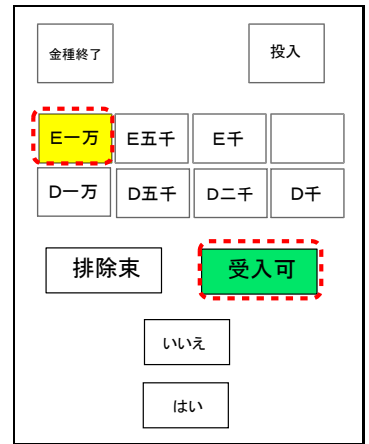 金種終了 投入
E一万 E五千 E千
D一万 D五千 D二千 D千
排除束 受入可
いいえ
はい